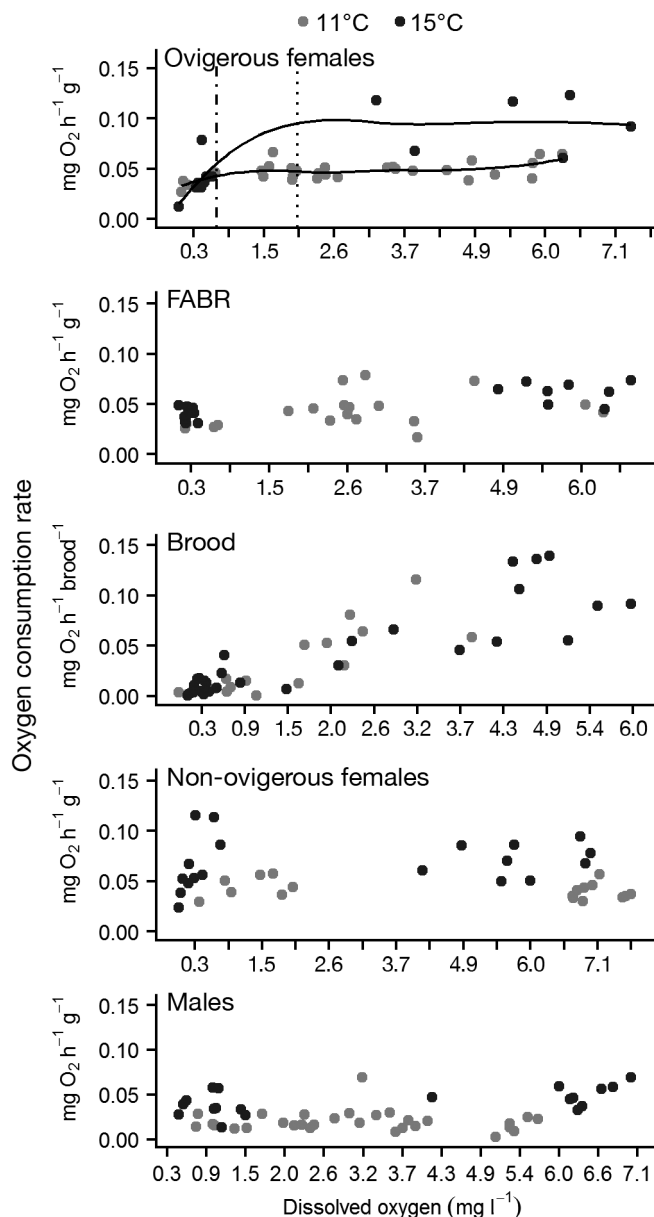 11°C 15°C
Ovigerous females
0.15
0.10
0.05
0.00
mg O₂ h⁻¹ g⁻¹
0.3 1.5 2.6 3.7 4.9 6.0 7.1
FABR
0.15
0.10
0.05
0.00
mg O₂ h⁻¹ g⁻¹
0.3 1.5 2.6 3.7 4.9 6.0
Brood
0.15
0.10
0.05
0.00
Oxygen consumption rate
mg O₂ h⁻¹ brood⁻¹
0.3 0.9 1.5 2.0 2.6 3.2 3.7 4.3 4.9 5.4 6.0
Non-ovigerous females
0.15
0.10
0.05
0.00
mg O₂ h⁻¹ g⁻¹
0.3 1.5 2.6 3.7 4.9 6.0 7.1
Males
0.15
0.10
0.05
0.00
mg O₂ h⁻¹ g⁻¹
0.3 0.9 1.5 2.0 2.6 3.2 3.7 4.3 4.9 5.4 6.0 6.6 7.1
Dissolved oxygen (mg l⁻¹)